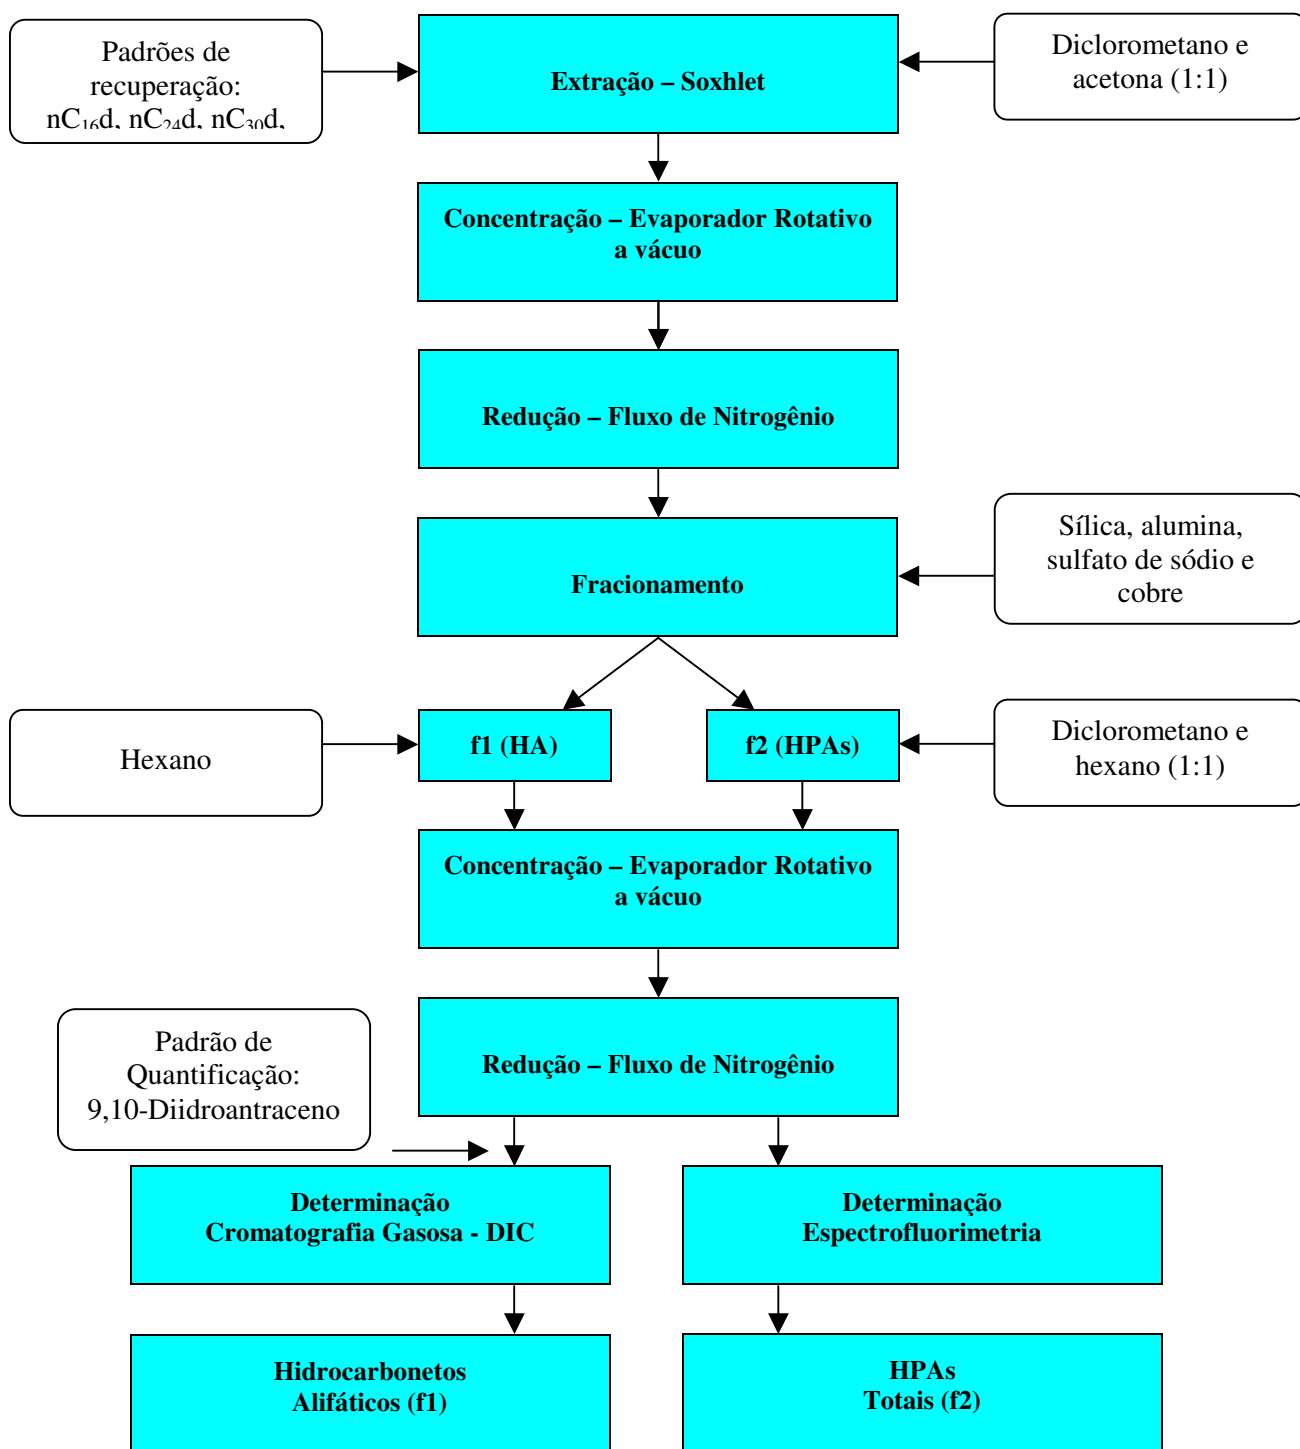 Padrões de
recuperação:
nC₁₆d, nC₂₄d, nC₃₀d,
Extração – Soxhlet
Diclorometano e
acetona (1:1)
Concentração – Evaporador Rotativo
a vácuo
Redução – Fluxo de Nitrogênio
Fracionamento
Sílica, alumina,
sulfato de sódio e
cobre
Hexano
f1 (HA)
f2 (HPAs)
Diclorometano e
hexano (1:1)
Concentração – Evaporador Rotativo
a vácuo
Redução – Fluxo de Nitrogênio
Padrão de
Quantificação:
9,10-Diidroantraceno
Determinação
Cromatografia Gasosa - DIC
Determinação
Espectrofluorimetria
Hidrocarbonetos
Alifáticos (f1)
HPAs
Totais (f2)